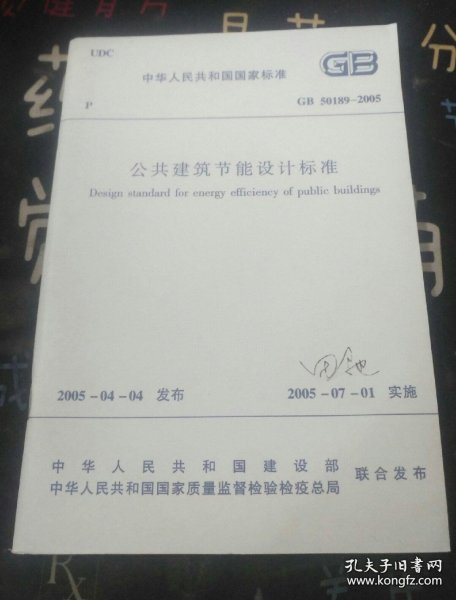 UDC
中华人民共和国国家标准
GB
P
GB 50189-2005
公共建筑节能设计标准
Design standard for energy efficiency of public buildings
2005-04-04 发布
2005-07-01 实施
中华人民共和国建设部
中华人民共和国国家质量监督检验检疫总局
联合发布
孔夫子旧书网
www.kongfz.com